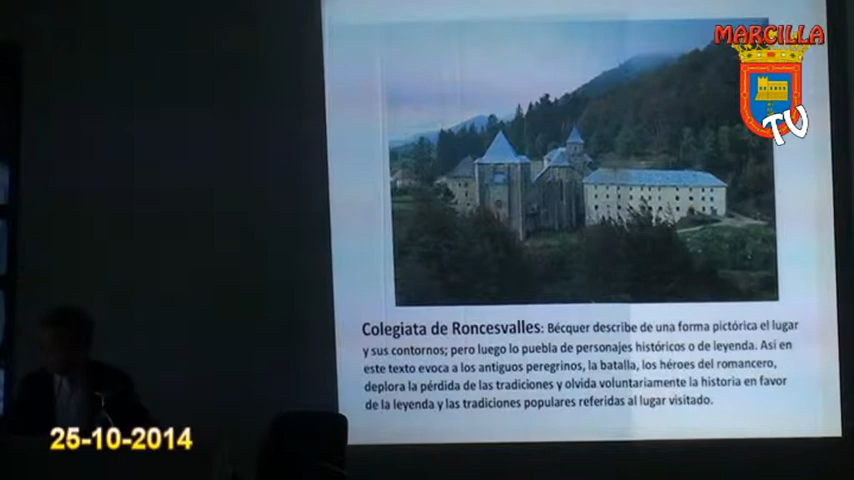 MARCILLA
TV
Colegiata de Roncesvalles: Bécquer describe de una forma pictórica el lugar
y sus contornos; pero luego lo puebla de personajes históricos o de leyenda. Así en
este texto evoca a los antiguos peregrinos, la batalla, los héroes del romancero,
deplora la pérdida de las tradiciones y olvida voluntariamente la historia en favor
de la leyenda y las tradiciones populares referidas al lugar visitado.
25-10-2014